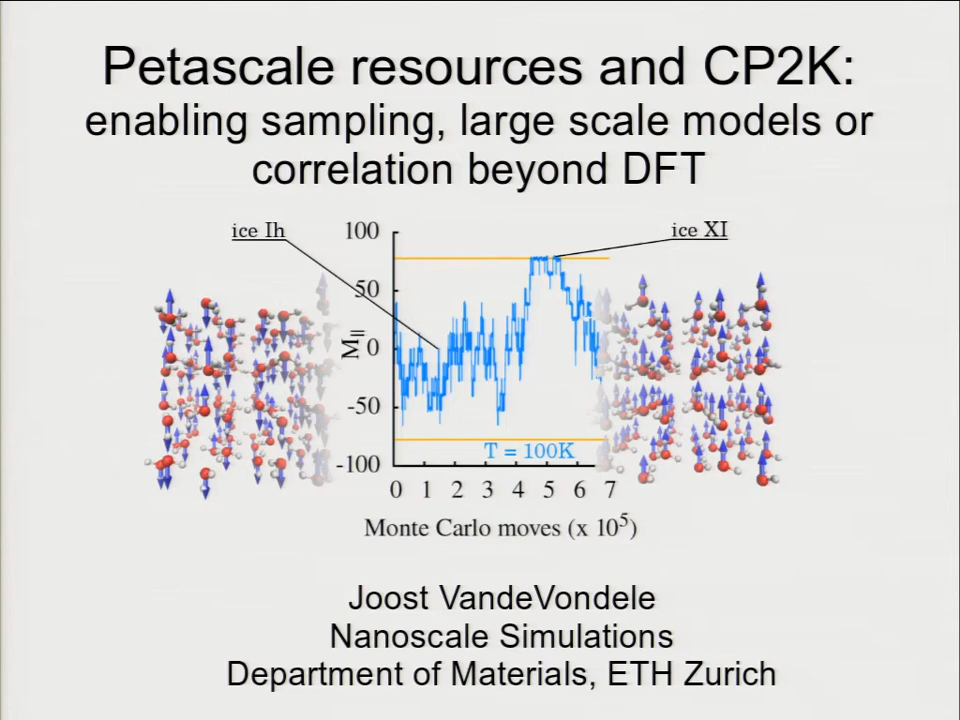 Petascale resources and CP2K:
enabling sampling, large scale models or
correlation beyond DFT
ice Ih
ice XI
100
50
0
-50
-100
M||
T = 100K
0 1 2 3 4 5 6 7
Monte Carlo moves (x 10⁵)
Joost VandeVondele
Nanoscale Simulations
Department of Materials, ETH Zurich